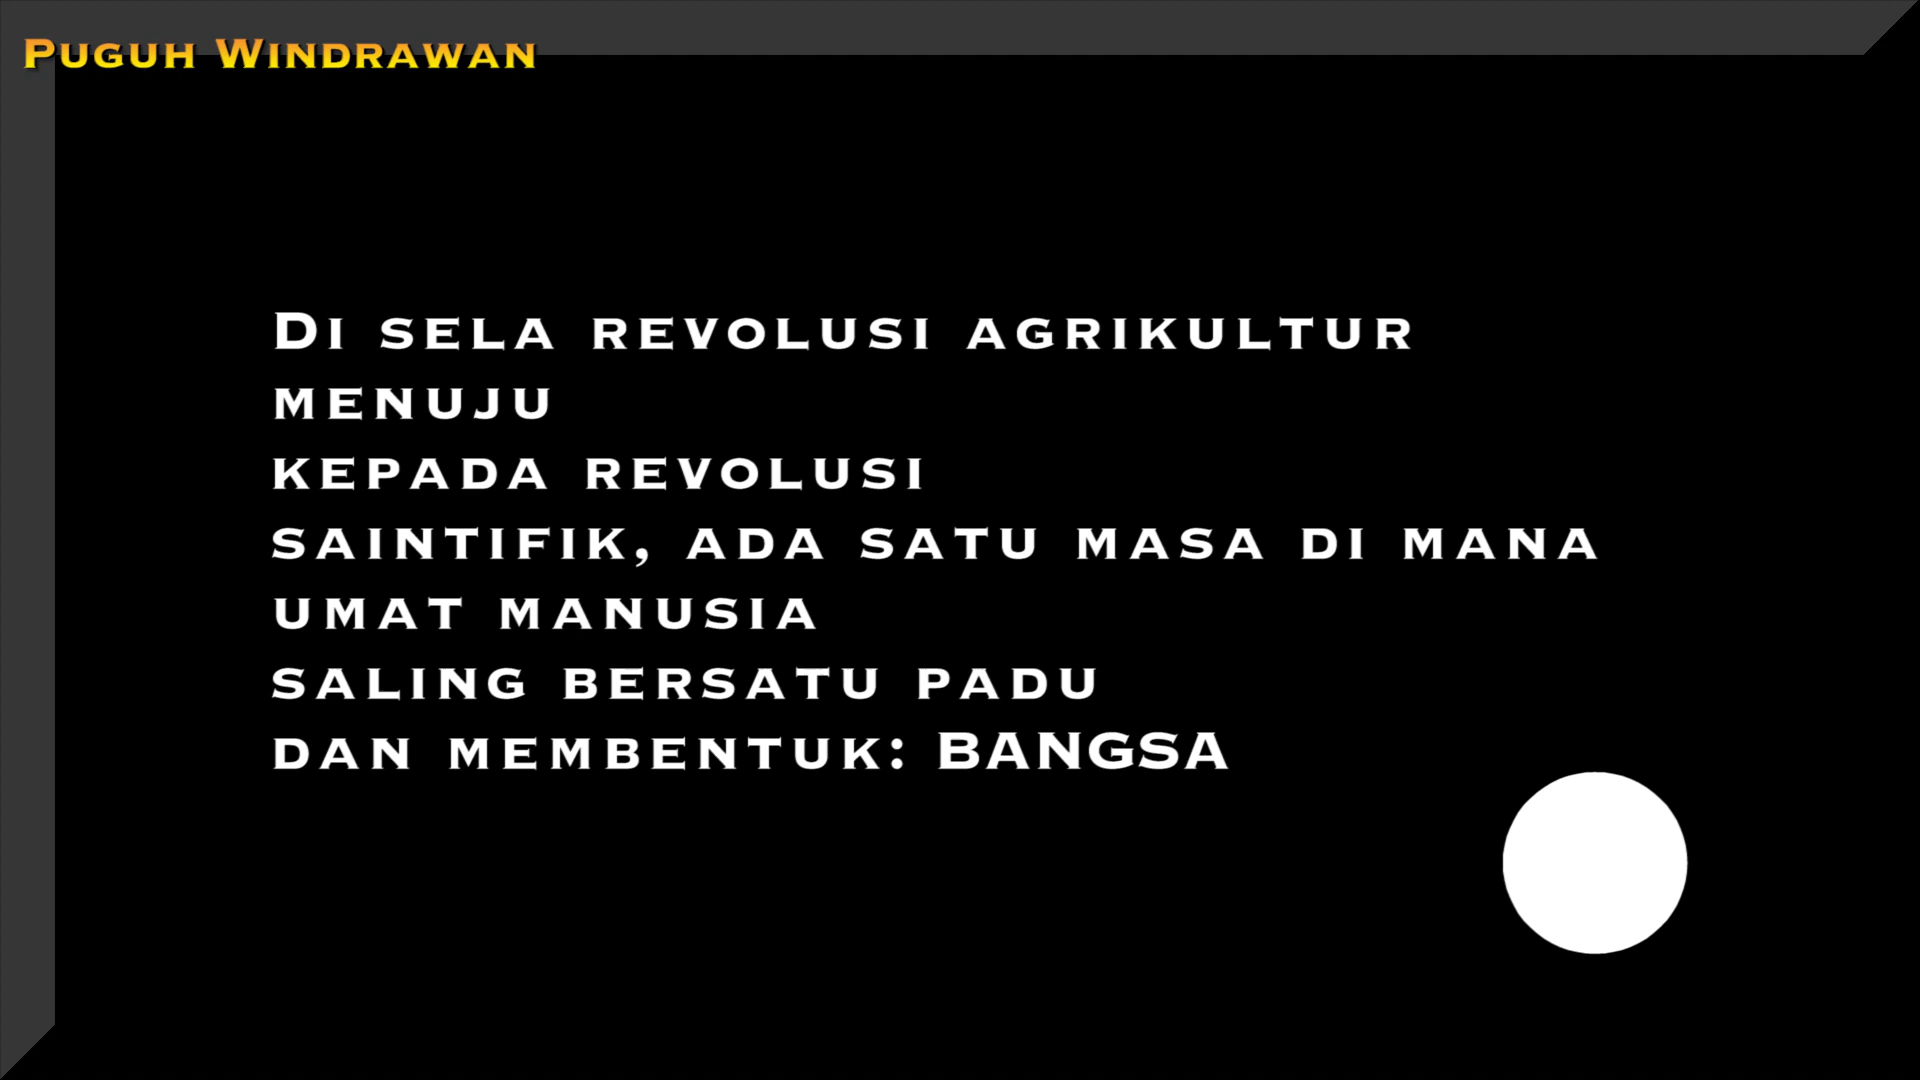 Puguh Windrawan
Di sela revolusi agrikultur
menuju
kepada revolusi
saintifik, ada satu masa di mana
umat manusia
saling bersatu padu
dan membentuk: BANGSA